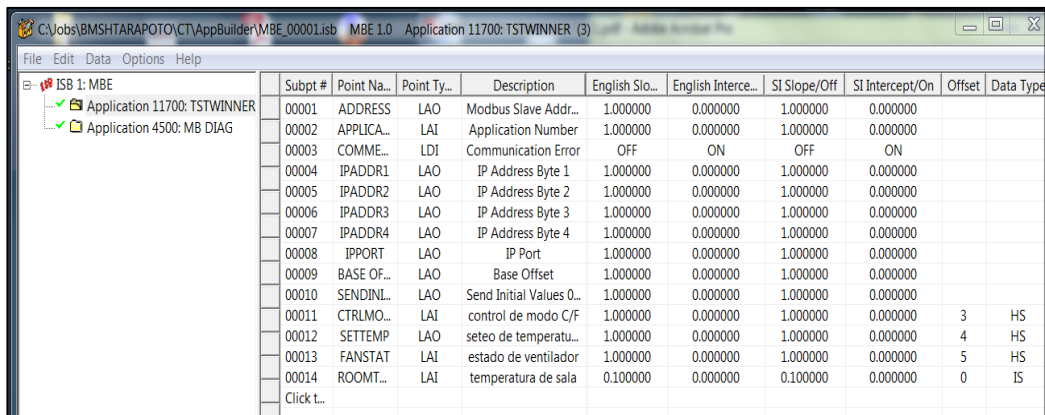 C:\Jobs\BMSHTARAPOTO\CT\AppBuilder\MBE_00001.isb MBE 1.0 Application 11700: TSTWINNER (3)
File Edit Data Options Help
ISB 1: MBE
Application 11700: TSTWINNER
Application 4500: MB DIAG
Subpt # Point Na... Point Ty... Description English Slo... English Interce... SI Slope/Off SI Intercept/On Offset Data Type
00001 ADDRESS LAO Modbus Slave Addr... 1.000000 0.000000 1.000000 0.000000
00002 APPLICA... LAI Application Number 1.000000 0.000000 1.000000 0.000000
00003 COMME... LDI Communication Error OFF ON OFF ON
00004 IPADDR1 LAO IP Address Byte 1 1.000000 0.000000 1.000000 0.000000
00005 IPADDR2 LAO IP Address Byte 2 1.000000 0.000000 1.000000 0.000000
00006 IPADDR3 LAO IP Address Byte 3 1.000000 0.000000 1.000000 0.000000
00007 IPADDR4 LAO IP Address Byte 4 1.000000 0.000000 1.000000 0.000000
00008 IPPORT LAO IP Port 1.000000 0.000000 1.000000 0.000000
00009 BASE OF... LAO Base Offset 1.000000 0.000000 1.000000 0.000000
00010 SENDINI... LAO Send Initial Values 0... 1.000000 0.000000 1.000000 0.000000
00011 CTRLMO... LAI control de modo C/F 1.000000 0.000000 1.000000 0.000000 3 HS
00012 SETTEMP LAO seteo de temperatu... 1.000000 0.000000 1.000000 0.000000 4 HS
00013 FANSTAT LAI estado de ventilador 1.000000 0.000000 1.000000 0.000000 5 HS
00014 ROOMT... LAI temperatura de sala 0.100000 0.000000 0.100000 0.000000 0 IS
Click t...